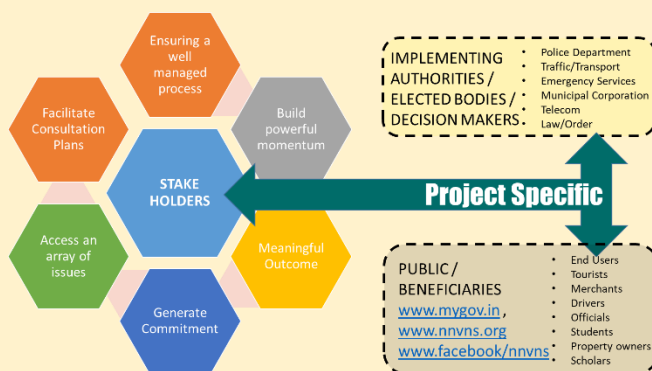 Ensuring a
well
managed
process
Facilitate
Consultation
Plans
Build
powerful
momentum
STAKE
HOLDERS
Access an
array of
issues
Meaningful
Outcome
Generate
Commitment
Project Specific
IMPLEMENTING
AUTHORITIES /
ELECTED BODIES /
DECISION MAKERS
• Police Department
• Traffic/Transport
• Emergency Services
• Municipal Corporation
• Telecom
• Law/Order
PUBLIC /
BENEFICIARIES
www.mygov.in ,
www.nnvns.org
www.facebook/nnvns
• End Users
• Tourists
• Merchants
• Drivers
• Officials
• Students
• Property owners
• Scholars